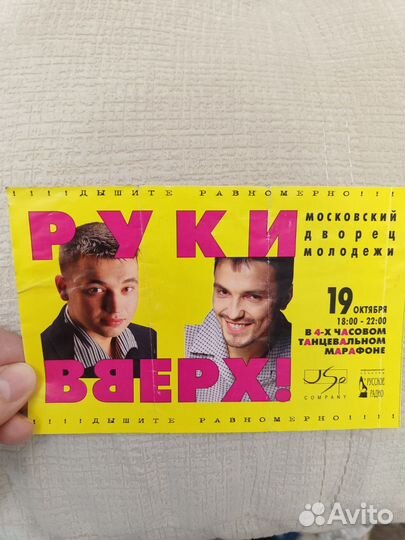 ! ! ! ! ДЫШИТЕ РАВНОМЕРНО ! ! ! !
РУКИ
ВВЕРХ!
МОСКОВСКИЙ
ДВОРЕЦ
МОЛОДЕЖИ
19 ОКТЯБРЯ
18:00 - 22:00
В 4-Х ЧАСОВОМ
ТАНЦЕВАЛЬНОМ
МАРАФОНЕ
COMPANY
РУССКОЕ
РАДИО
! ! ! ! ДЫШИТЕ РАВНОМЕРНО ! ! ! !
Avito